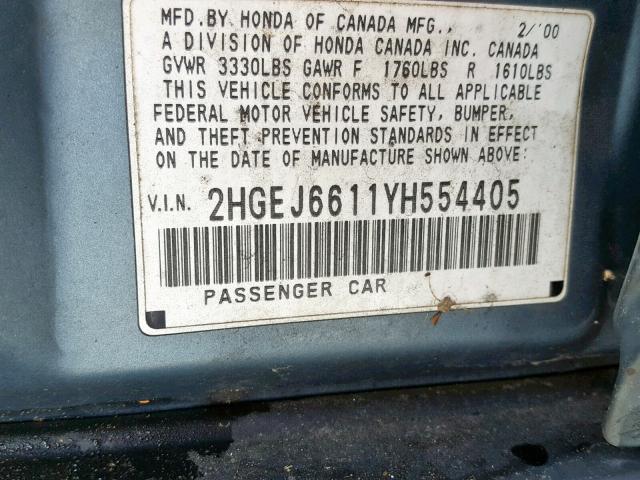 MFD.BY HONDA OF CANADA MFG., 2/'00
A DIVISION OF HONDA CANADA INC. CANADA
GVWR 3330LBS GAWR F 1760LBS R 1610LBS
THIS VEHICLE CONFORMS TO ALL APPLICABLE
FEDERAL MOTOR VEHICLE SAFETY, BUMPER,
AND THEFT PREVENTION STANDARDS IN EFFECT
ON THE DATE OF MANUFACTURE SHOWN ABOVE:
V.I.N. 2HGEJ6611YH554405
PASSENGER CAR